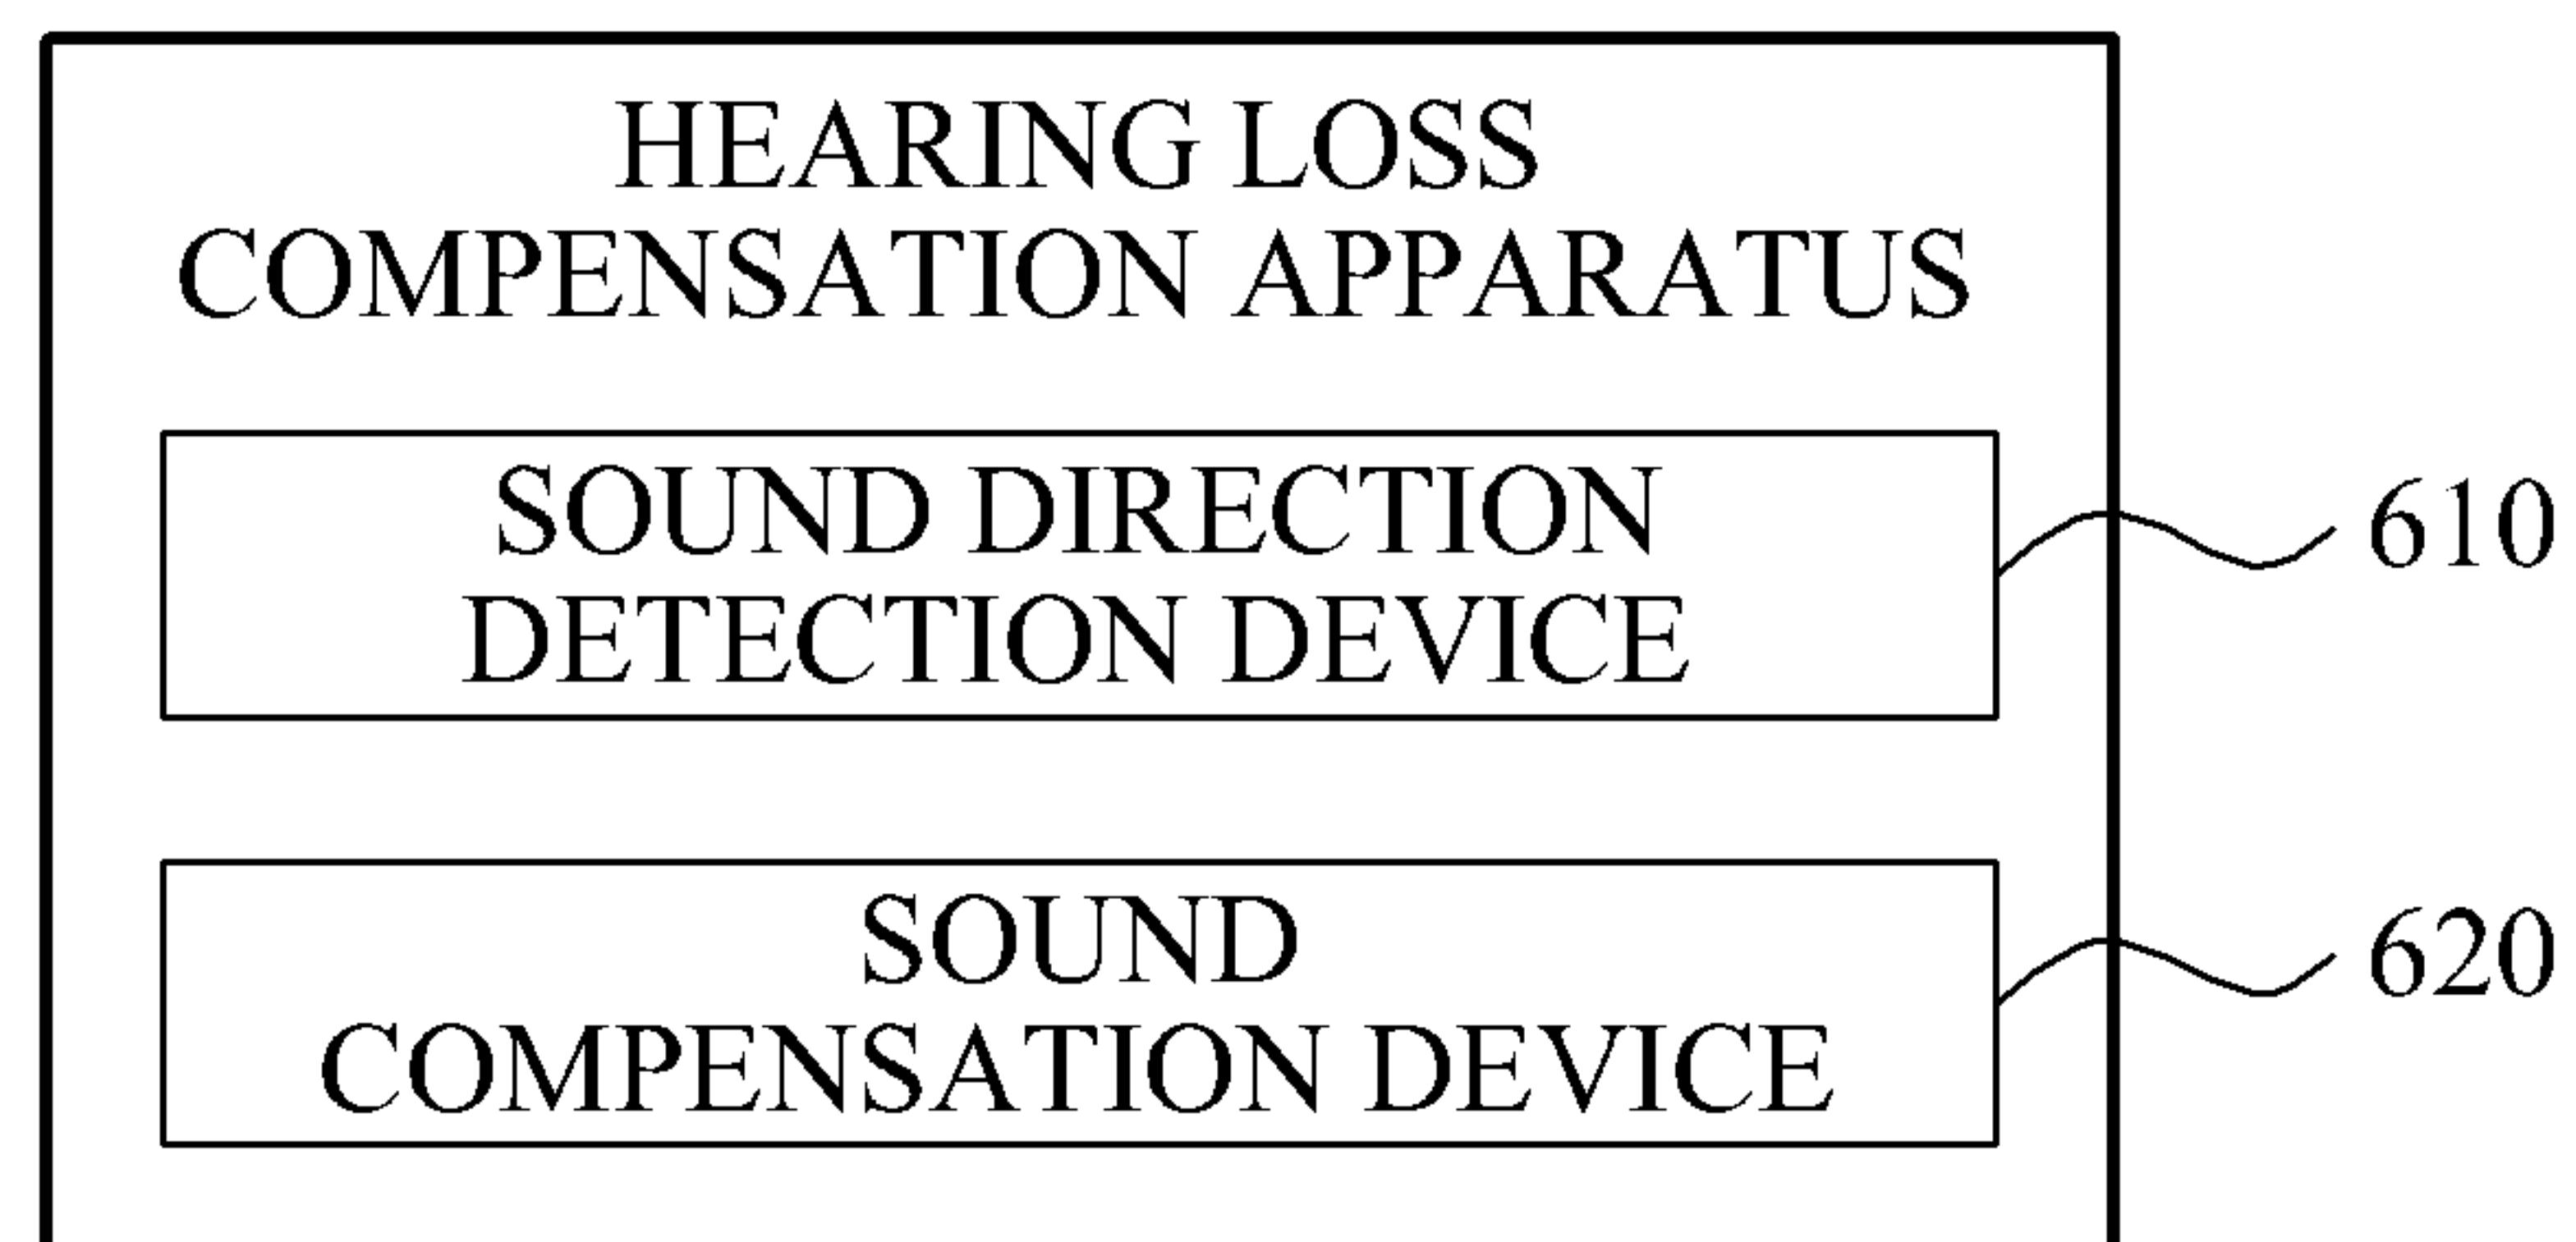 HEARING LOSS
COMPENSATION APPARATUS
SOUND DIRECTION
DETECTION DEVICE
610
SOUND
COMPENSATION DEVICE
620